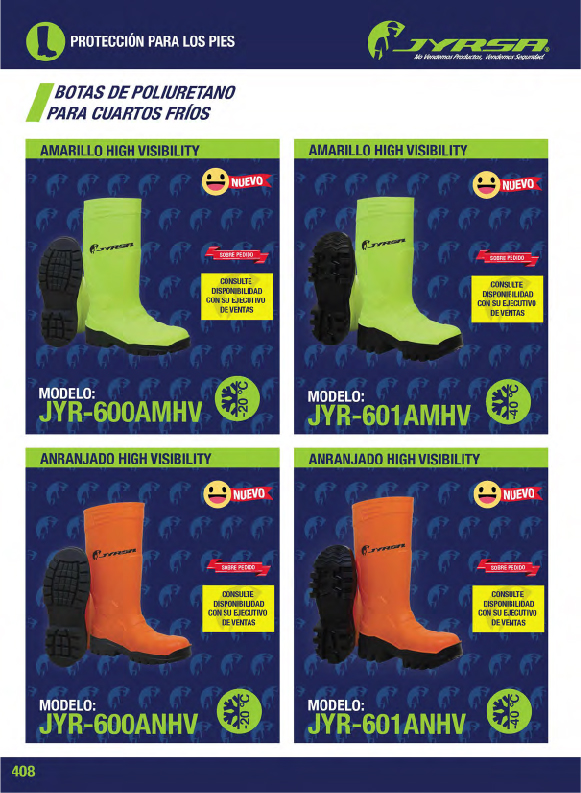 PROTECCIÓN PARA LOS PIES
JYRSA®
No Vendemos Productos, Vendemos Seguridad
BOTAS DE POLIURETANO
PARA CUARTOS FRÍOS
AMARILLO HIGH VISIBILITY
NUEVO
JYRSA
SOBRE PEDIDO
CONSULTE
DISPONIBILIDAD
CON SU EJECUTIVO
DE VENTAS
MODELO:
JYR-600AMHV
-20 °C
AMARILLO HIGH VISIBILITY
NUEVO
JYRSA
SOBRE PEDIDO
CONSULTE
DISPONIBILIDAD
CON SU EJECUTIVO
DE VENTAS
MODELO:
JYR-601AMHV
-40 °C
ANRANJADO HIGH VISIBILITY
NUEVO
JYRSA
SOBRE PEDIDO
CONSULTE
DISPONIBILIDAD
CON SU EJECUTIVO
DE VENTAS
MODELO:
JYR-600ANHV
-20 °C
ANRANJADO HIGH VISIBILITY
NUEVO
JYRSA
SOBRE PEDIDO
CONSULTE
DISPONIBILIDAD
CON SU EJECUTIVO
DE VENTAS
MODELO:
JYR-601ANHV
-40 °C
408